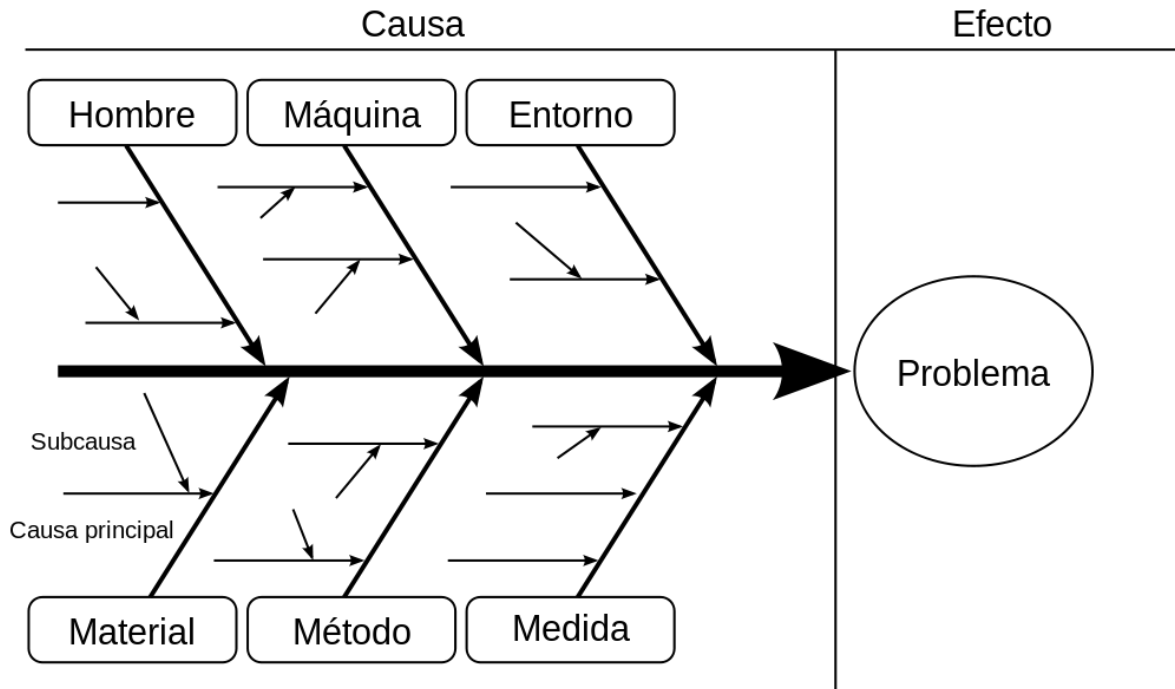 Causa
Efecto
Hombre
Máquina
Entorno
Problema
Subcausa
Causa principal
Material
Método
Medida